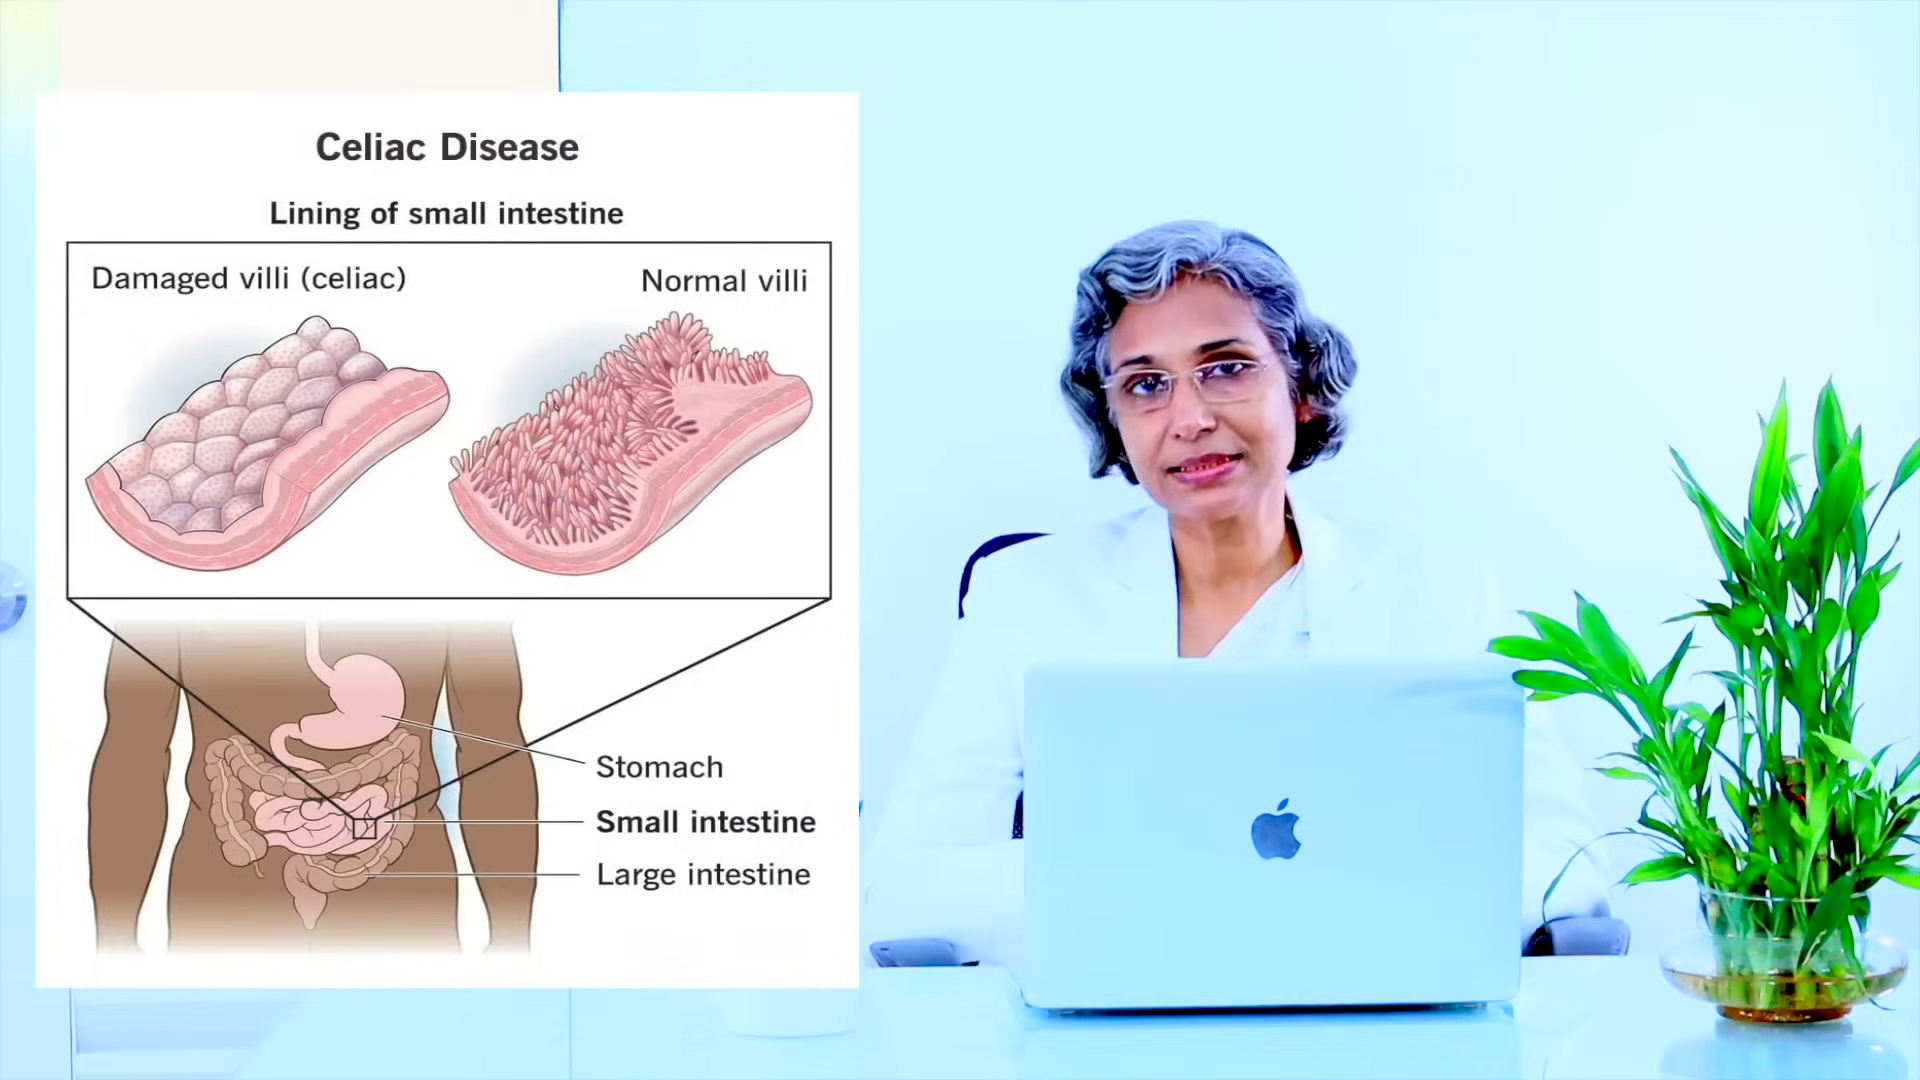 Celiac Disease
Lining of small intestine
Damaged villi (celiac)
Normal villi
Stomach
Small intestine
Large intestine